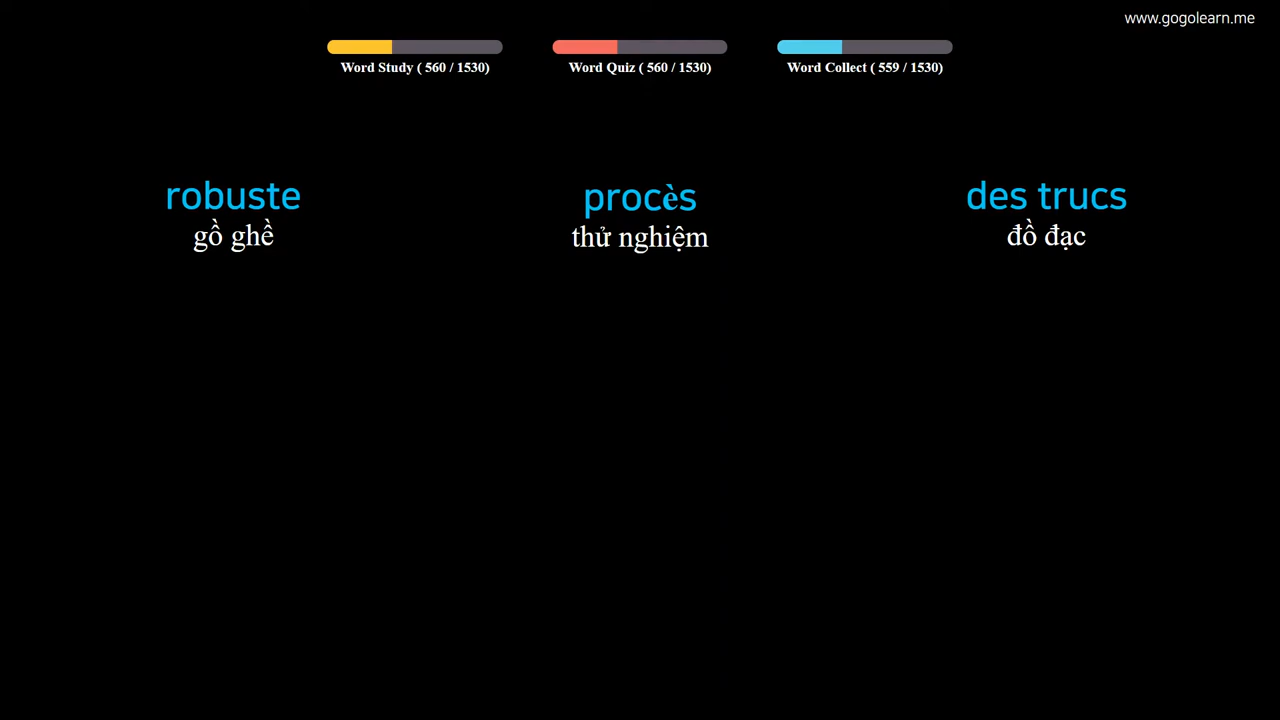 www.gogolearn.me
Word Study ( 560 / 1530)
Word Quiz ( 560 / 1530)
Word Collect ( 559 / 1530)
robuste
gồ ghề
procès
thử nghiệm
des trucs
đồ đạc